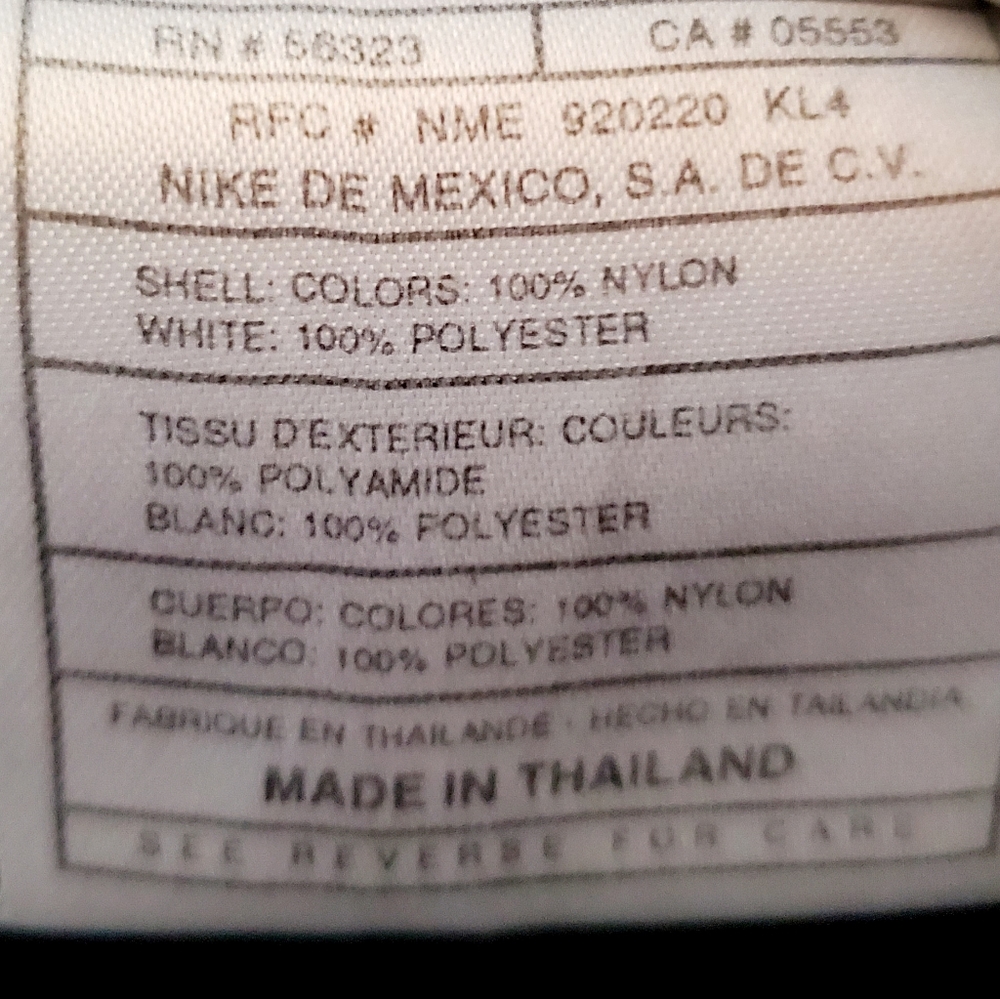 RN # 56323 CA # 05553
RFC # NME 920220 KL4
NIKE DE MEXICO, S.A. DE C.V.
SHELL: COLORS: 100% NYLON
WHITE: 100% POLYESTER
TISSU D'EXTERIEUR: COULEURS:
100% POLYAMIDE
BLANC: 100% POLYESTER
CUERPO: COLORES: 100% NYLON
BLANCO: 100% POLYESTER
FABRIQUE EN THAILANDE · HECHO EN TAILANDIA
MADE IN THAILAND
SEE REVERSE FOR CARE